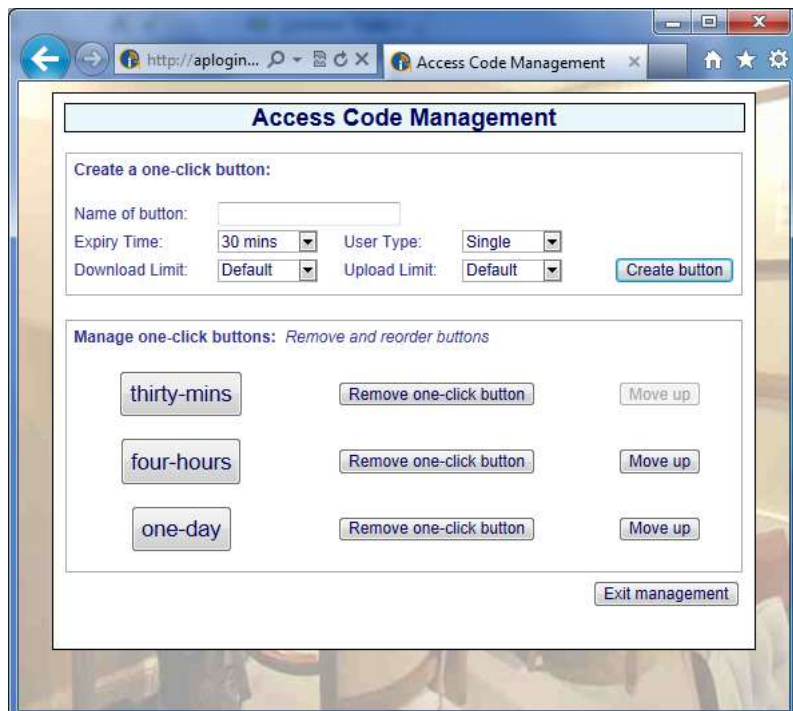 http://aplogin...
Access Code Management
Access Code Management
Create a one-click button:
Name of button:
Expiry Time: 30 mins User Type: Single
Download Limit: Default Upload Limit: Default Create button
Manage one-click buttons: Remove and reorder buttons
thirty-mins Remove one-click button Move up
four-hours Remove one-click button Move up
one-day Remove one-click button Move up
Exit management